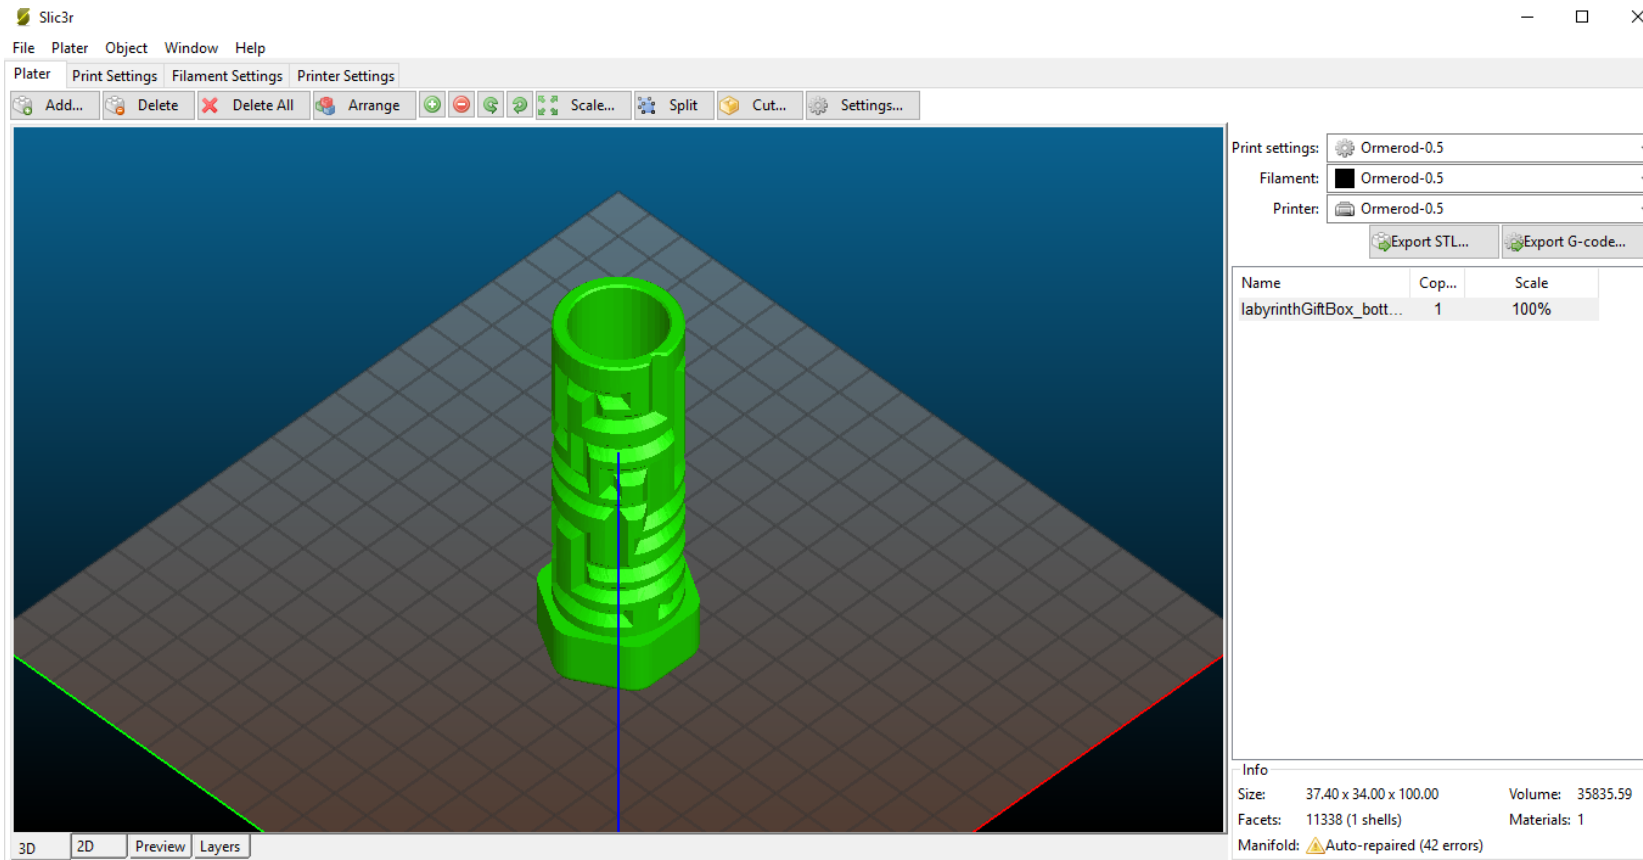 Slic3r
File Plater Object Window Help
Plater Print Settings Filament Settings Printer Settings
Add... Delete Delete All Arrange Scale... Split Cut... Settings...
Print settings: Ormerod-0.5
Filament: Ormerod-0.5
Printer: Ormerod-0.5
Export STL... Export G-code...
Name Cop... Scale
labyrinthGiftBox_bott... 1 100%
Info
Size: 37.40 x 34.00 x 100.00 Volume: 35835.59
Facets: 11338 (1 shells) Materials: 1
Manifold: Auto-repaired (42 errors)
3D 2D Preview Layers